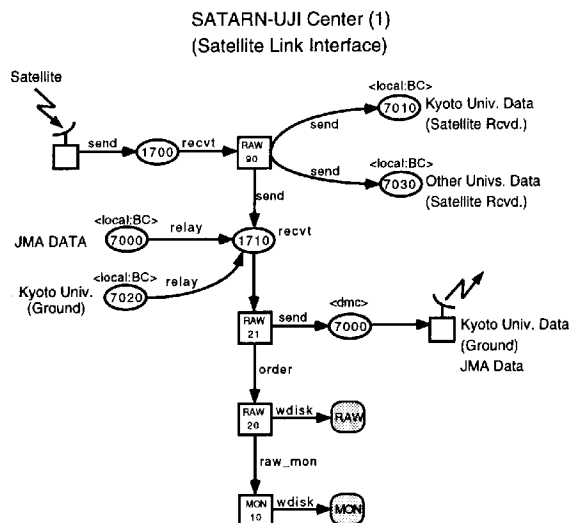 SATARN-UJI Center (1)
(Satellite Link Interface)
Satellite
send
1700
recvt
RAW
90
send
<local:BC>
7010
Kyoto Univ. Data
(Satellite Rcvd.)
send
<local:BC>
7030
Other Univs. Data
(Satellite Rcvd.)
send
JMA DATA
<local:BC>
7000
relay
1710
recvt
Kyoto Univ.
(Ground)
<local:BC>
7020
relay
RAW
21
send
<dmc>
7000
Kyoto Univ. Data
(Ground)
JMA Data
order
RAW
20
wdisk
RAW
raw_mon
MON
10
wdisk
MON